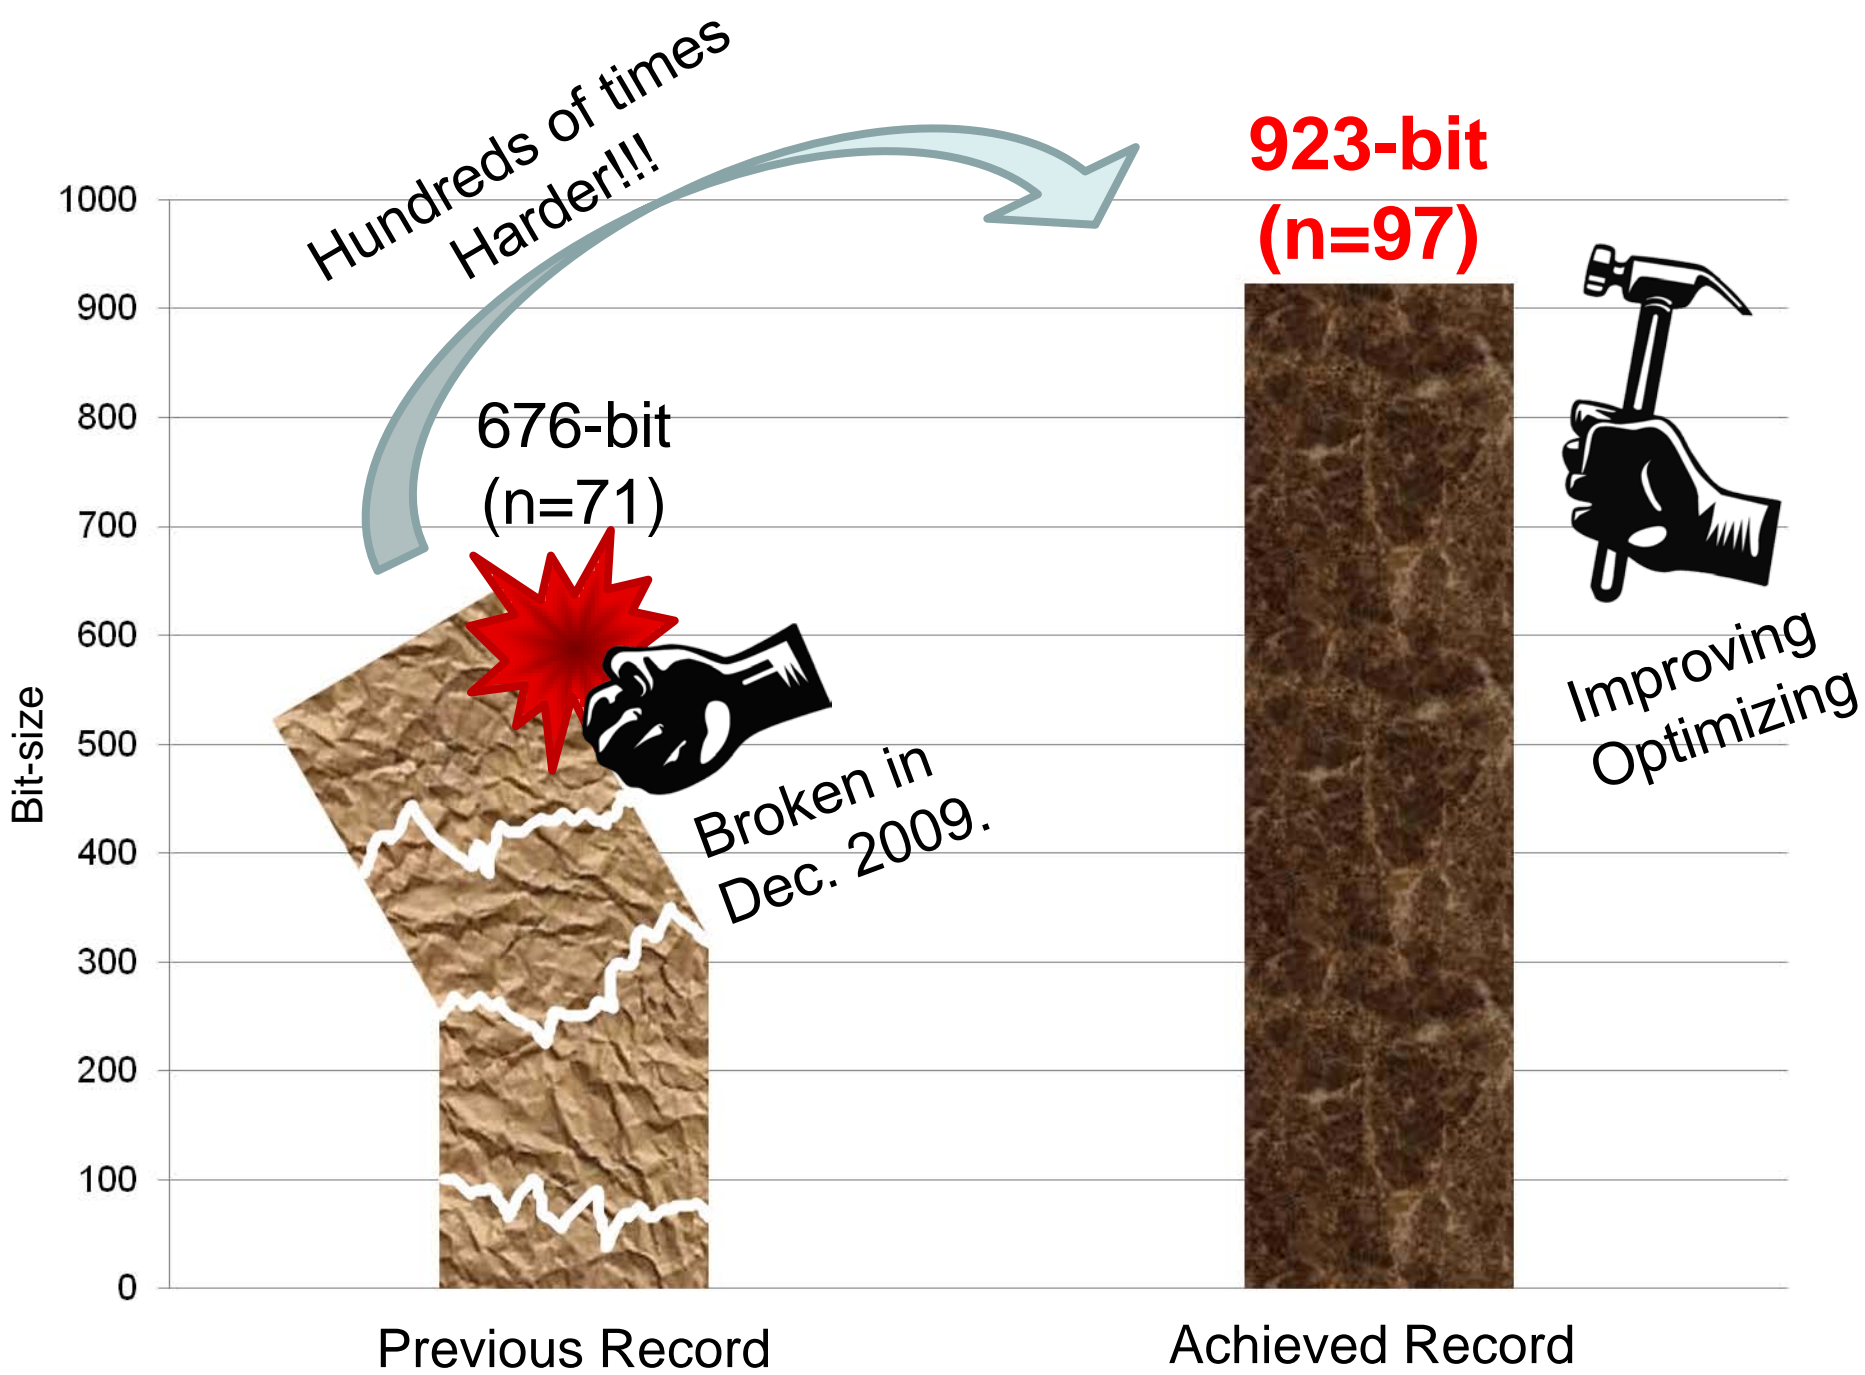 Hundreds of times
Harder!!!
923-bit
(n=97)
1000
900
800
700
600
500
400
300
200
100
0
Bit-size
676-bit
(n=71)
Broken in
Dec. 2009.
Improving
Optimizing
Previous Record
Achieved Record